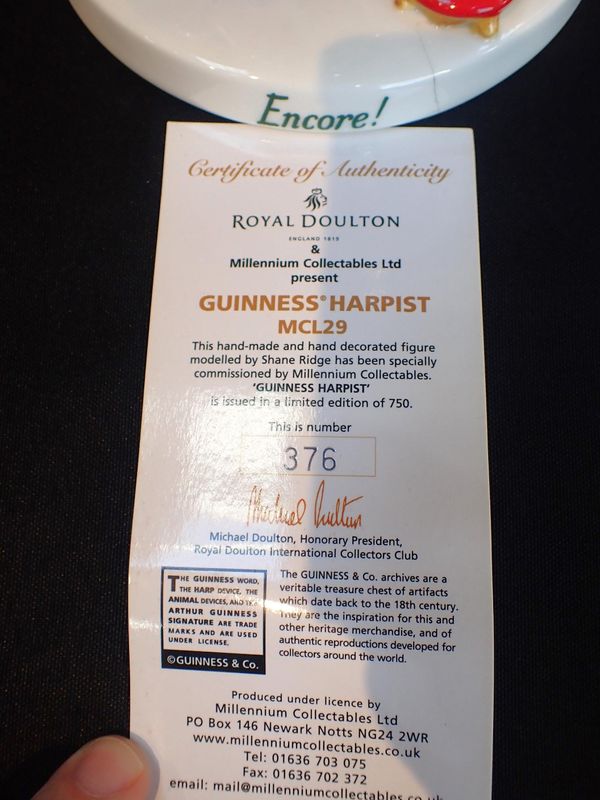 Encore!
Certificate of Authenticity
ROYAL DOULTON
ENGLAND 1815
&
Millennium Collectables Ltd
present
GUINNESS® HARPIST
MCL29
This hand-made and hand decorated figure
modelled by Shane Ridge has been specially
commissioned by Millennium Collectables.
'GUINNESS HARPIST'
is issued in a limited edition of 750.
This is number
376
Michael Doulton
Michael Doulton, Honorary President,
Royal Doulton International Collectors Club
THE GUINNESS WORD,
THE HARP DEVICE, THE
ANIMAL DEVICES, AND THE
ARTHUR GUINNESS
SIGNATURE ARE TRADE
MARKS AND ARE USED
UNDER LICENSE.
©GUINNESS & Co.
The GUINNESS & Co. archives are a
veritable treasure chest of artifacts
which date back to the 18th century.
They are the inspiration for this and
other heritage merchandise, and of
authentic reproductions developed for
collectors around the world.
Produced under licence by
Millennium Collectables Ltd
PO Box 146 Newark Notts NG24 2WR
www.millenniumcollectables.co.uk
Tel: 01636 703 075
Fax: 01636 702 372
email: mail@millenniumcollectables.co.uk